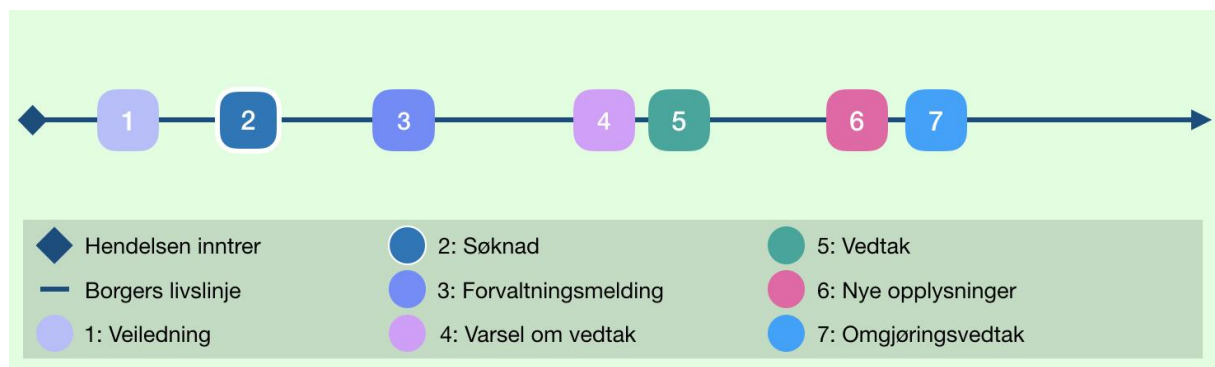 1
2
3
4
5
6
7
Hendelsen inntrer
Borgers livslinje
1: Veiledning
2: Søknad
3: Forvaltningsmelding
4: Varsel om vedtak
5: Vedtak
6: Nye opplysninger
7: Omgjøringsvedtak